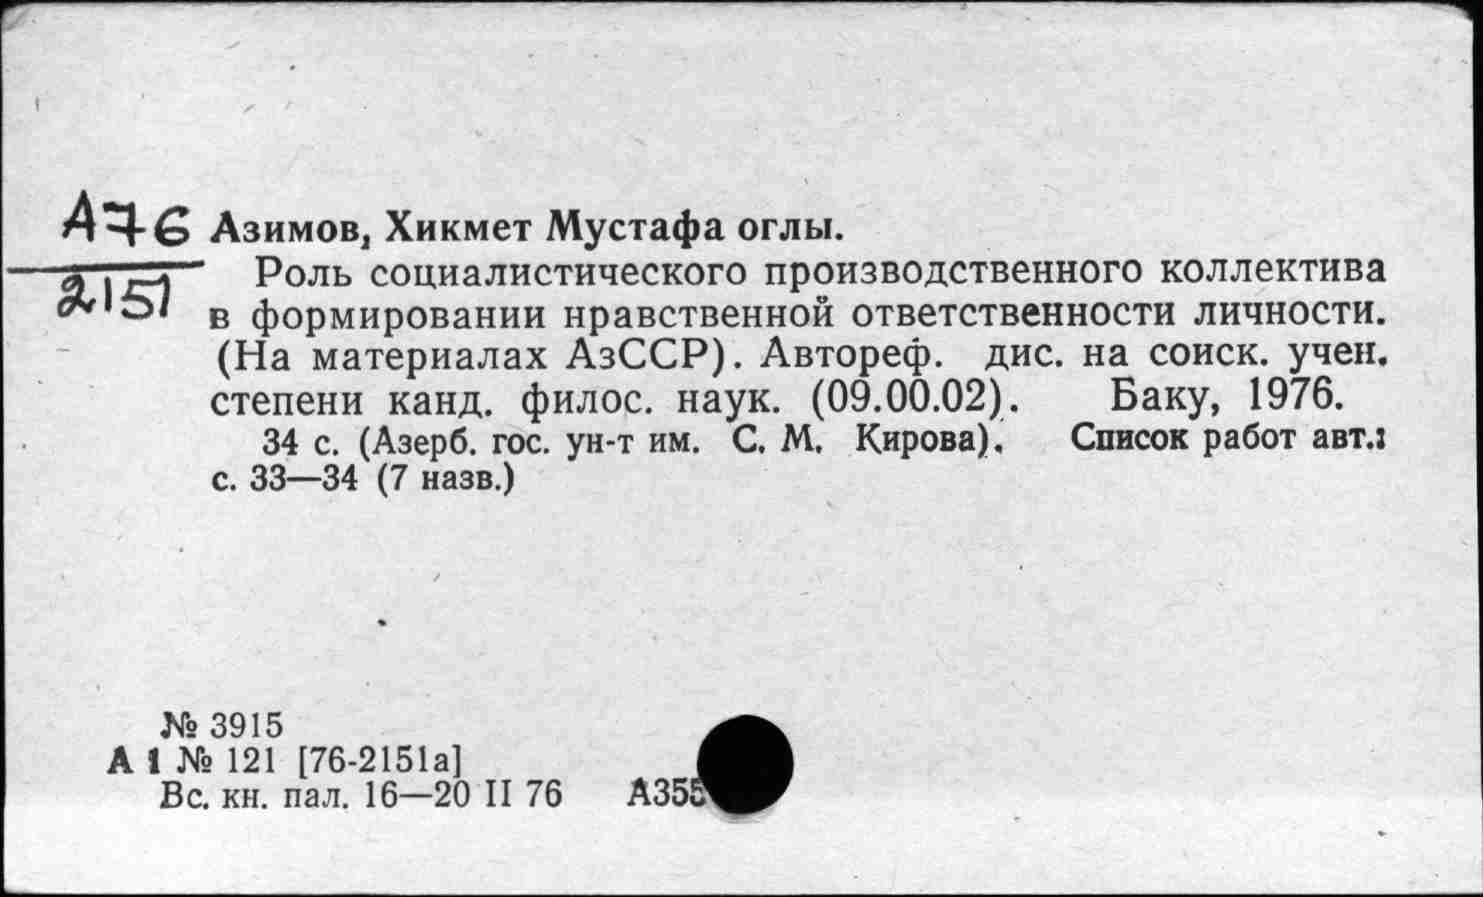 А76 Азимов, Хикмет Мустафа оглы.
2151 Роль социалистического производственного коллектива
в формировании нравственной ответственности личности.
(На материалах АзССР). Автореф. дис. на соиск. учен.
степени канд. филос. наук. (09.00.02). Баку, 1976.
34 с. (Азерб. гос. ун-т им. С. М. Кирова). Список работ авт.:
с. 33—34 (7 назв.)
№ 3915
А 1 № 121 [76-2151а]
Вс. кн. пал. 16—20 II 76